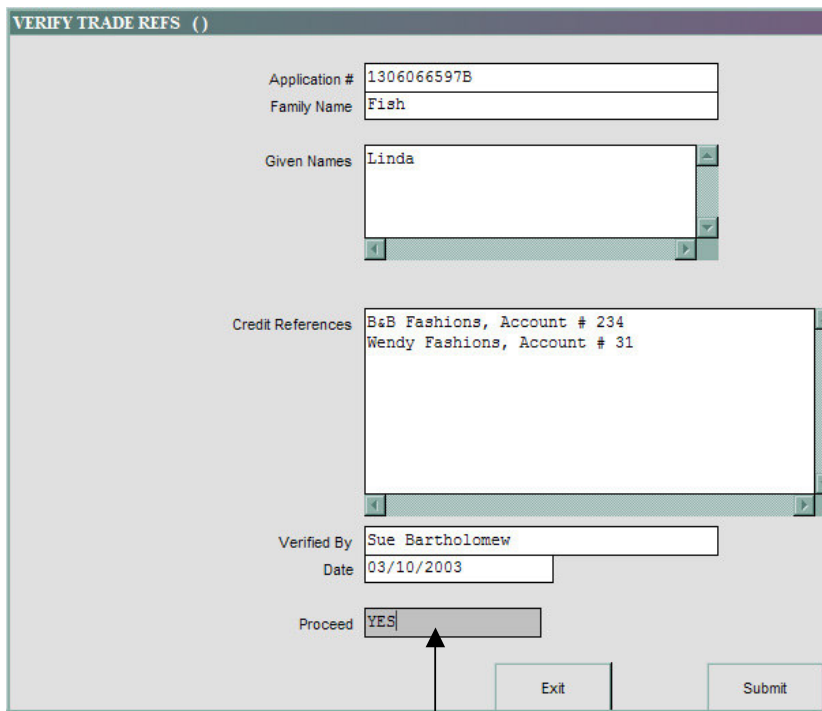 VERIFY TRADE REFS ( )
Application # 1306066597B
Family Name Fish
Given Names Linda
Credit References B&B Fashions, Account # 234
Wendy Fashions, Account # 31
Verified By Sue Bartholomew
Date 03/10/2003
Proceed YES
Exit Submit